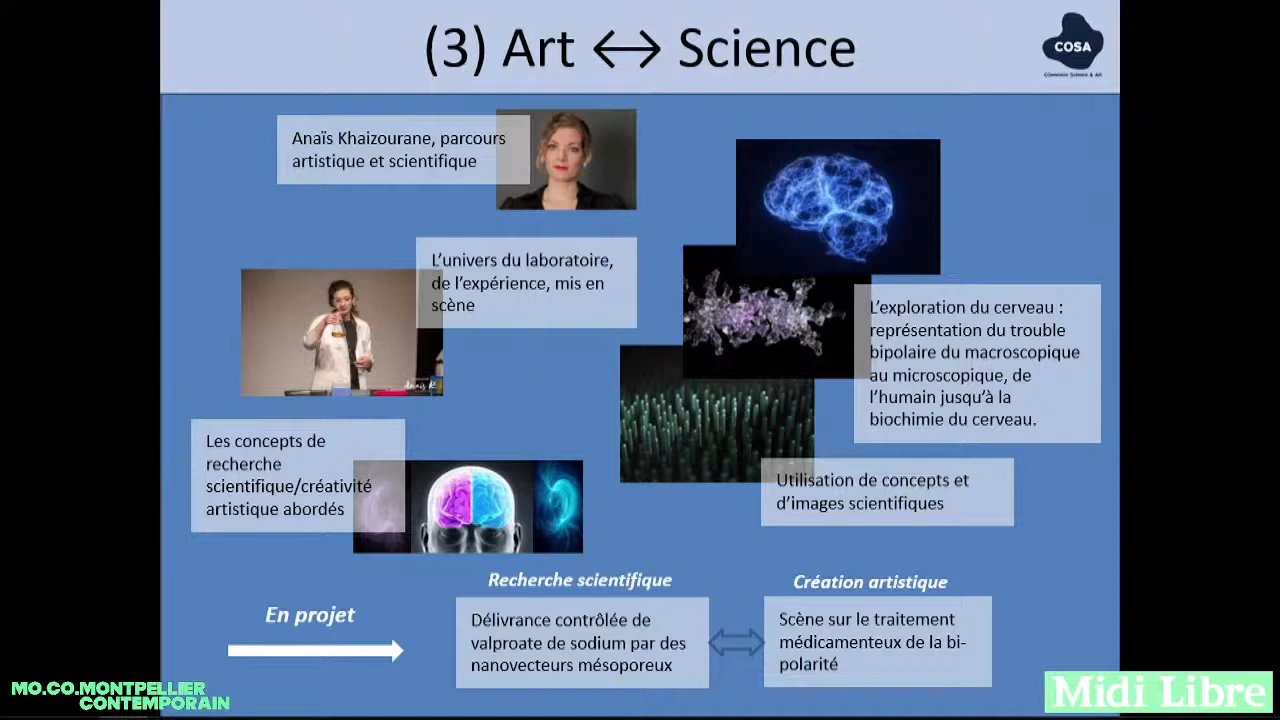 (3) Art ↔ Science
COSA
Connexion Science & Art
Anaïs Khaizourane, parcours
artistique et scientifique
L'univers du laboratoire,
de l'expérience, mis en
scène
Anaïs K
L'exploration du cerveau :
représentation du trouble
bipolaire du macroscopique
au microscopique, de
l'humain jusqu'à la
biochimie du cerveau.
Les concepts de
recherche
scientifique/créativité
artistique abordés
Utilisation de concepts et
d'images scientifiques
En projet
Recherche scientifique
Délivrance contrôlée de
valproate de sodium par des
nanovecteurs mésoporeux
Création artistique
Scène sur le traitement
médicamenteux de la bi-
polarité
MO.CO.MONTPELLIER
CONTEMPORAIN
Midi Libre